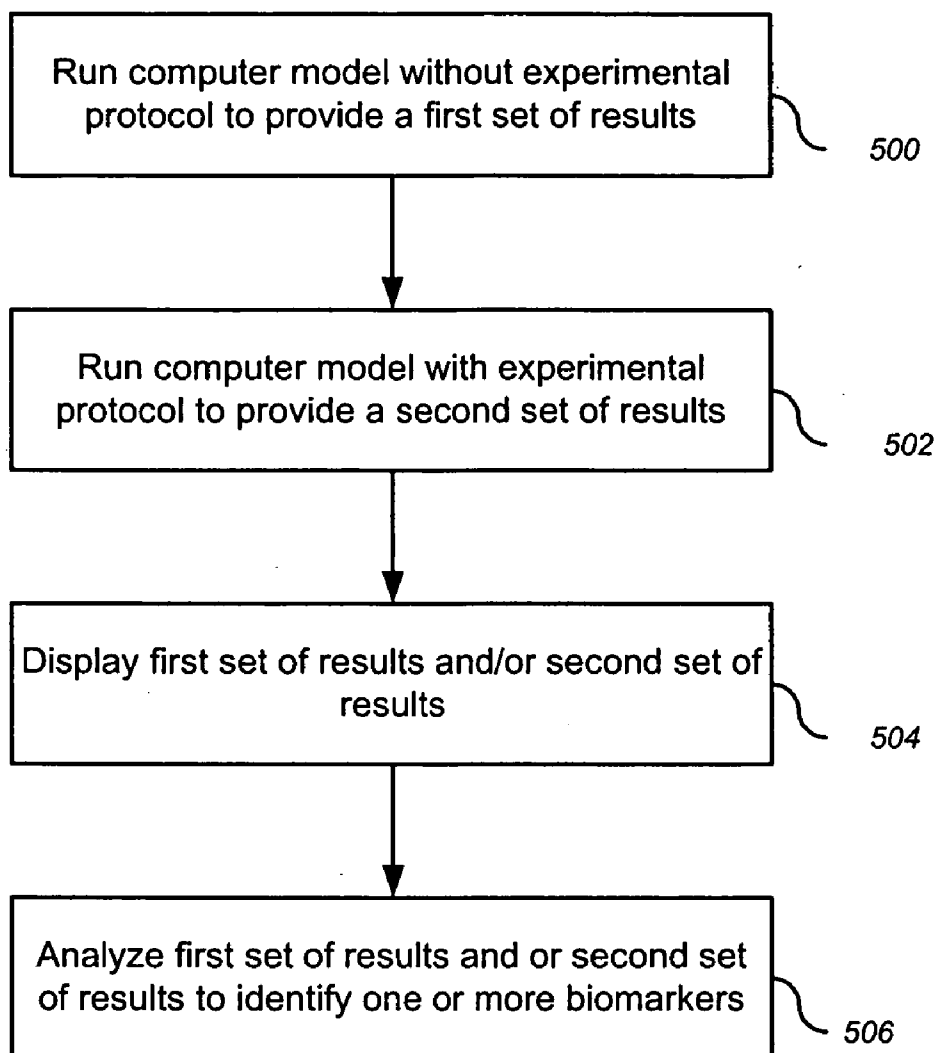 Run computer model without experimental
protocol to provide a first set of results
500
Run computer model with experimental
protocol to provide a second set of results
502
Display first set of results and/or second set of
results
504
Analyze first set of results and or second set
of results to identify one or more biomarkers
506